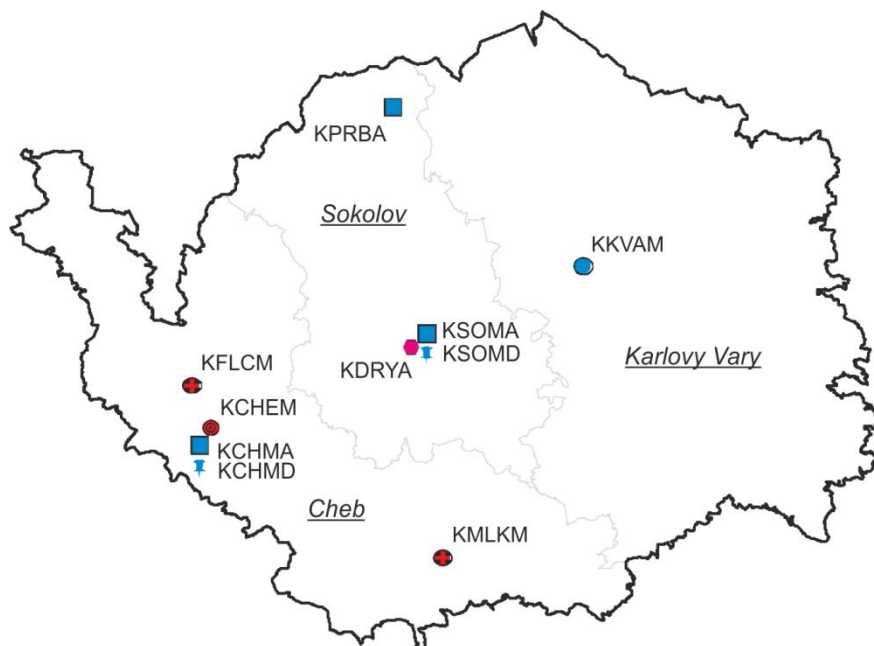 KPRBA
Sokolov
KKVAM
KSOMA
KSOMD
KDRYA
Karlovy Vary
KFLCM
KCHEM
KCHMA
KCHMD
Cheb
KMLKM